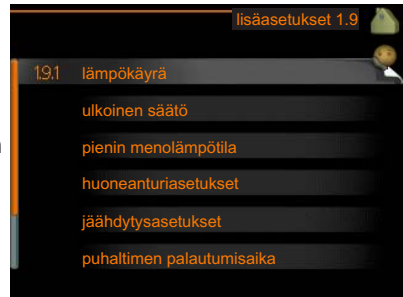 lisäasetukset 1.9
1.9.1 lämpökäyrä
ulkoinen säätö
pienin menolämpötila
huoneanturiasetukset
jäähdytysasetukset
puhaltimen palautumisaika